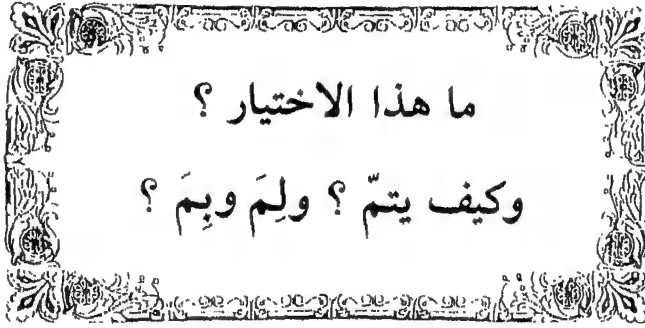 ما هذا الاختيار ؟
وكيف يتمّ ؟ ولِمَ وبِمَ ؟